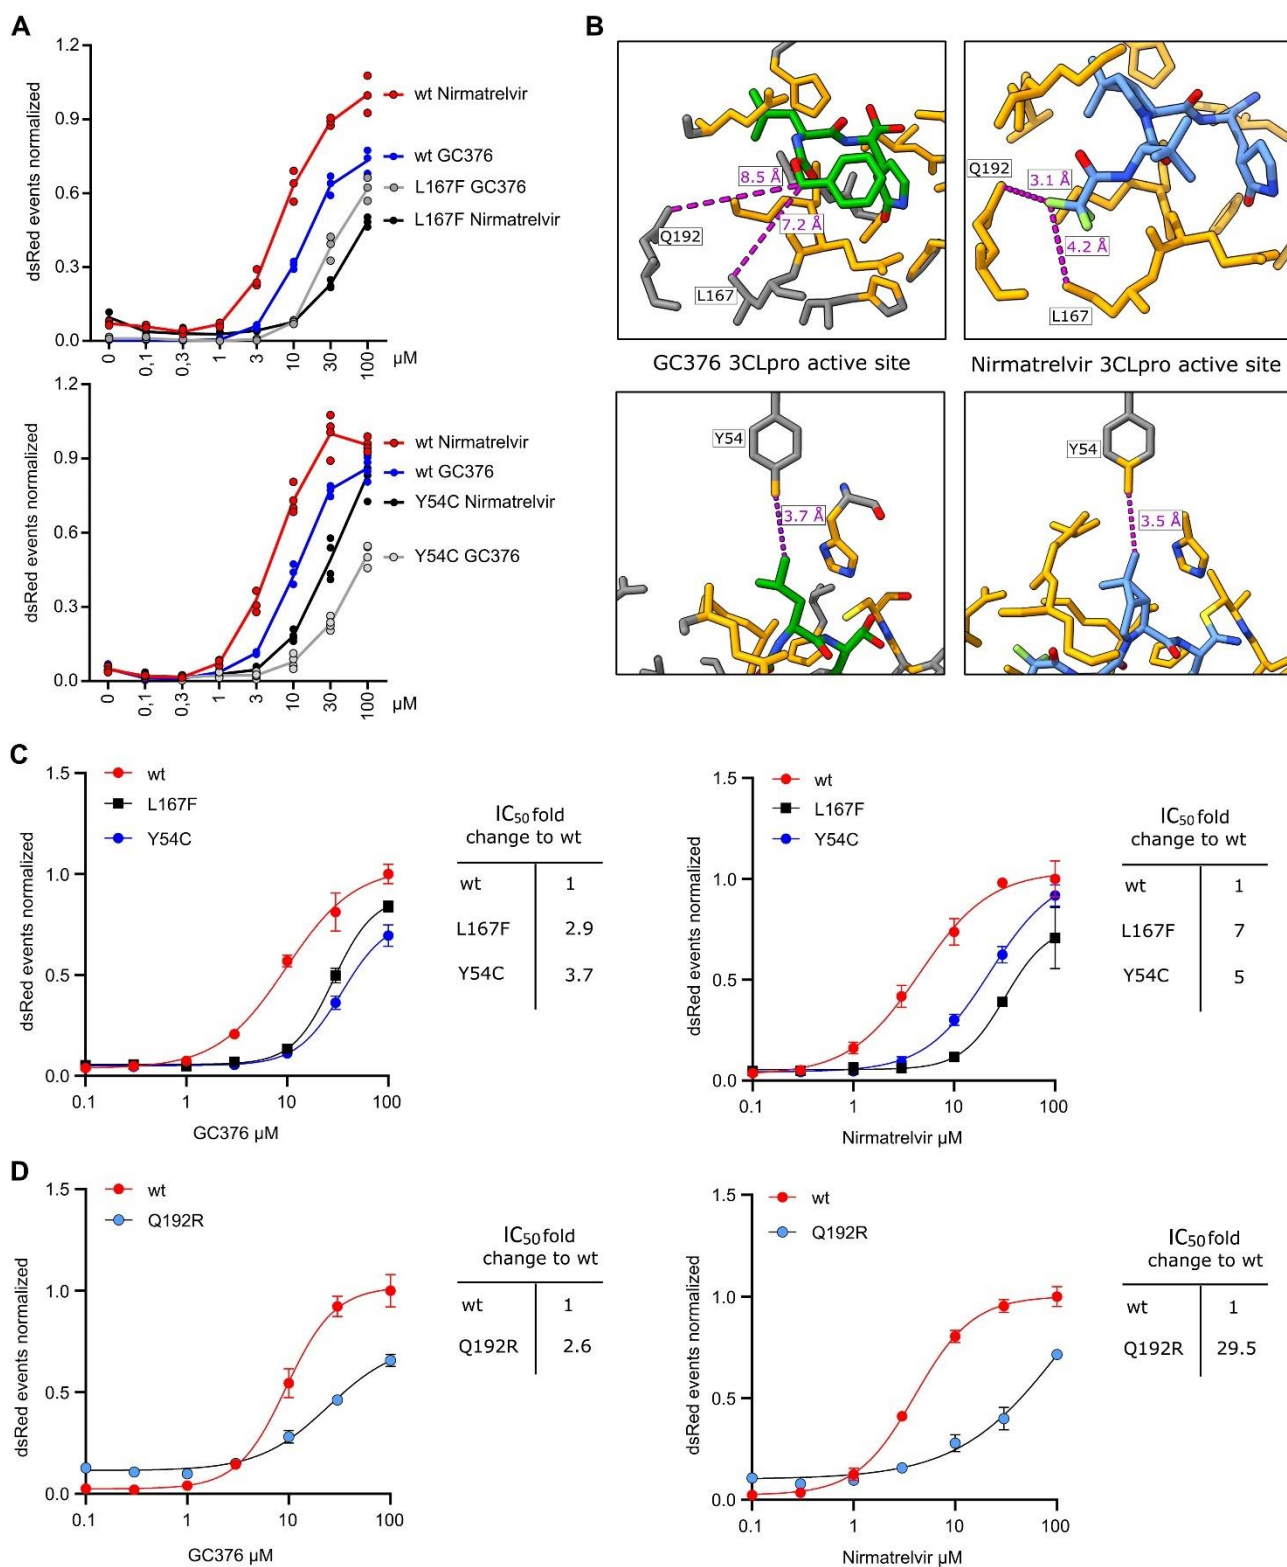 A
dsRed events normalized
1.2
0.9
0.6
0.3
0.0
0
0,1
0,3
1
3
10
30
100
µM
wt Nirmatrelvir
wt GC376
L167F GC376
L167F Nirmatrelvir
dsRed events normalized
1.2
0.9
0.6
0.3
0.0
0
0,1
0,3
1
3
10
30
100
µM
wt Nirmatrelvir
wt GC376
Y54C Nirmatrelvir
Y54C GC376
B
8.5 Å
7.2 Å
Q192
L167
GC376 3CLpro active site
Q192
3.1 Å
4.2 Å
L167
Nirmatrelvir 3CLpro active site
Y54
3.7 Å
Y54
3.5 Å
C
dsRed events normalized
1.5
1.0
0.5
0.0
0.1
1
10
100
GC376 µM
wt
L167F
Y54C
IC50 fold
change to wt
wt 1
L167F 2.9
Y54C 3.7
dsRed events normalized
1.5
1.0
0.5
0.0
0.1
1
10
100
Nirmatrelvir µM
wt
L167F
Y54C
IC50 fold
change to wt
wt 1
L167F 7
Y54C 5
D
dsRed events normalized
1.5
1.0
0.5
0.0
0.1
1
10
100
GC376 µM
wt
Q192R
IC50 fold
change to wt
wt 1
Q192R 2.6
dsRed events normalized
1.5
1.0
0.5
0.0
0.1
1
10
100
Nirmatrelvir µM
wt
Q192R
IC50 fold
change to wt
wt 1
Q192R 29.5